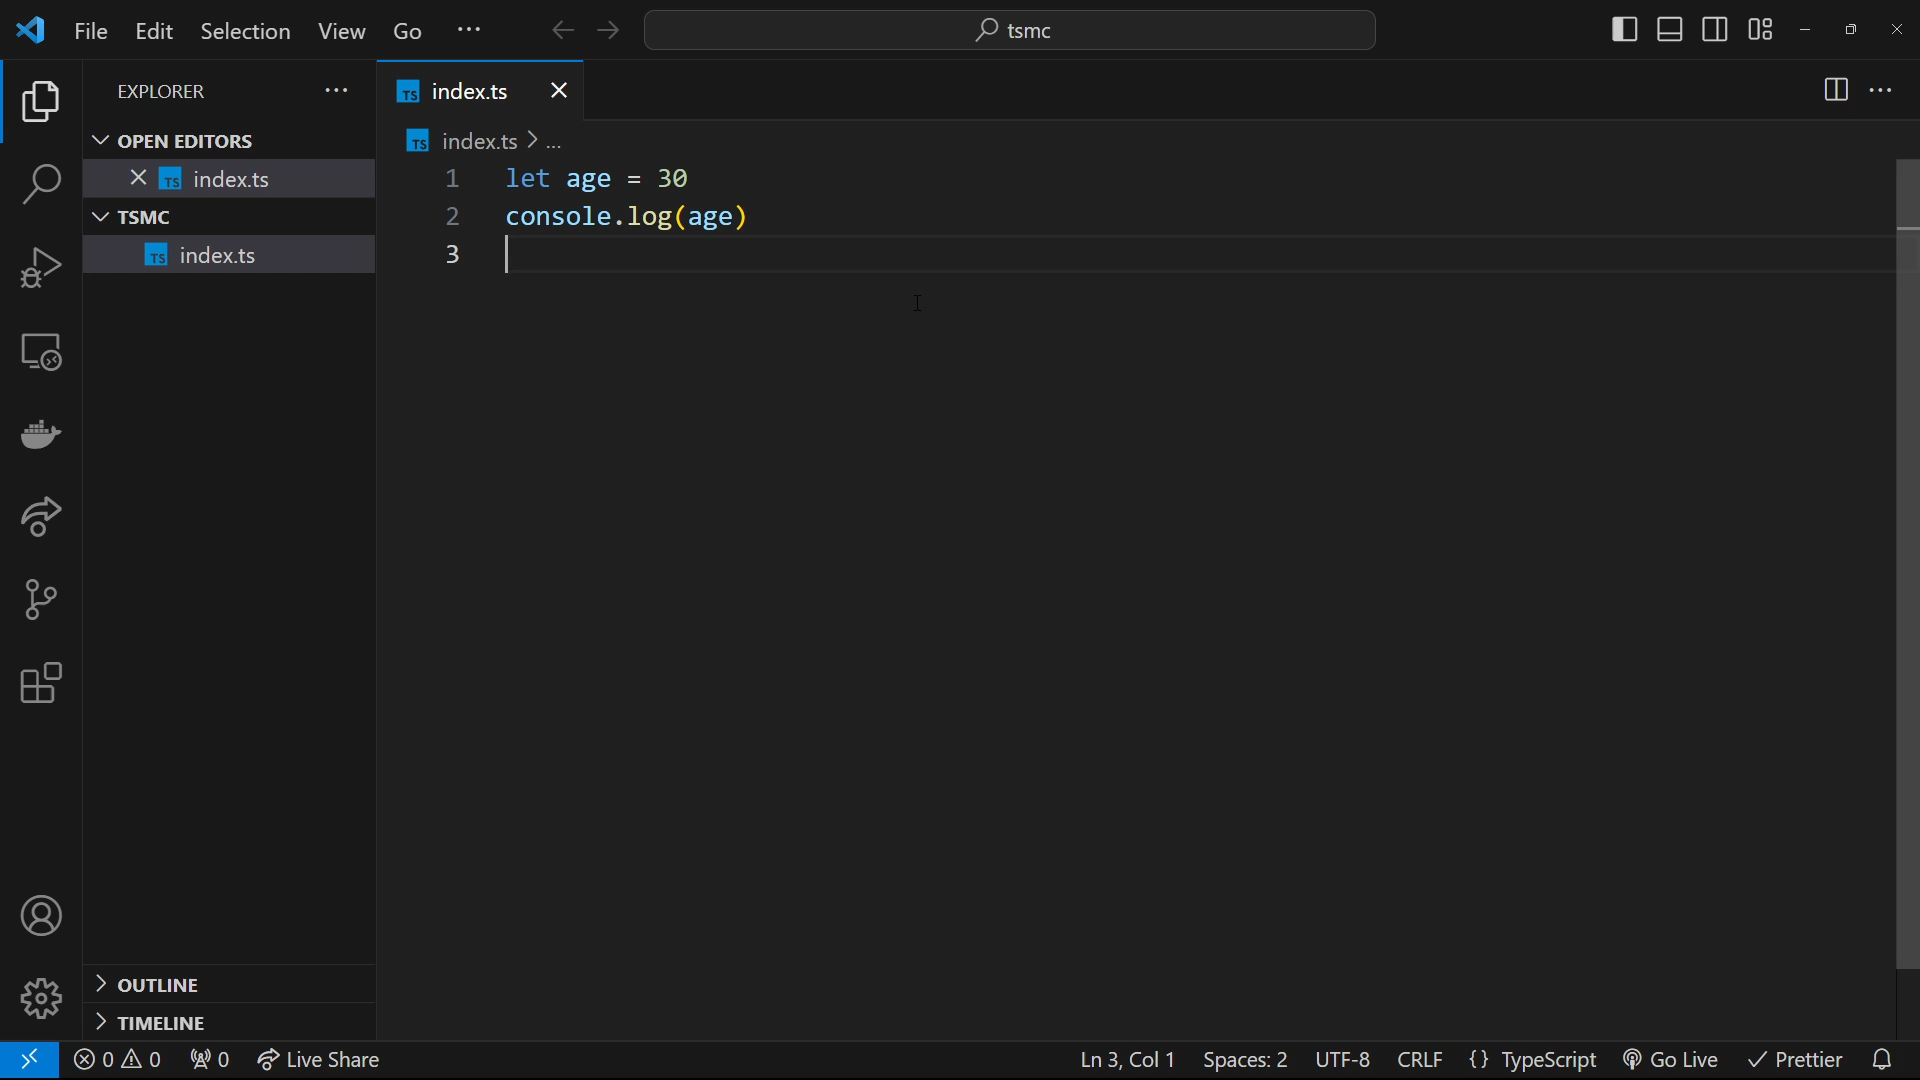 File Edit Selection View Go ... tsmc
EXPLORER ...
index.ts
OPEN EDITORS
index.ts > ...
TS index.ts
TSMC
TS index.ts
1 let age = 30
2 console.log(age)
3
OUTLINE
TIMELINE
0 0 0 Live Share Ln 3, Col 1 Spaces: 2 UTF-8 CRLF {} TypeScript Go Live Prettier